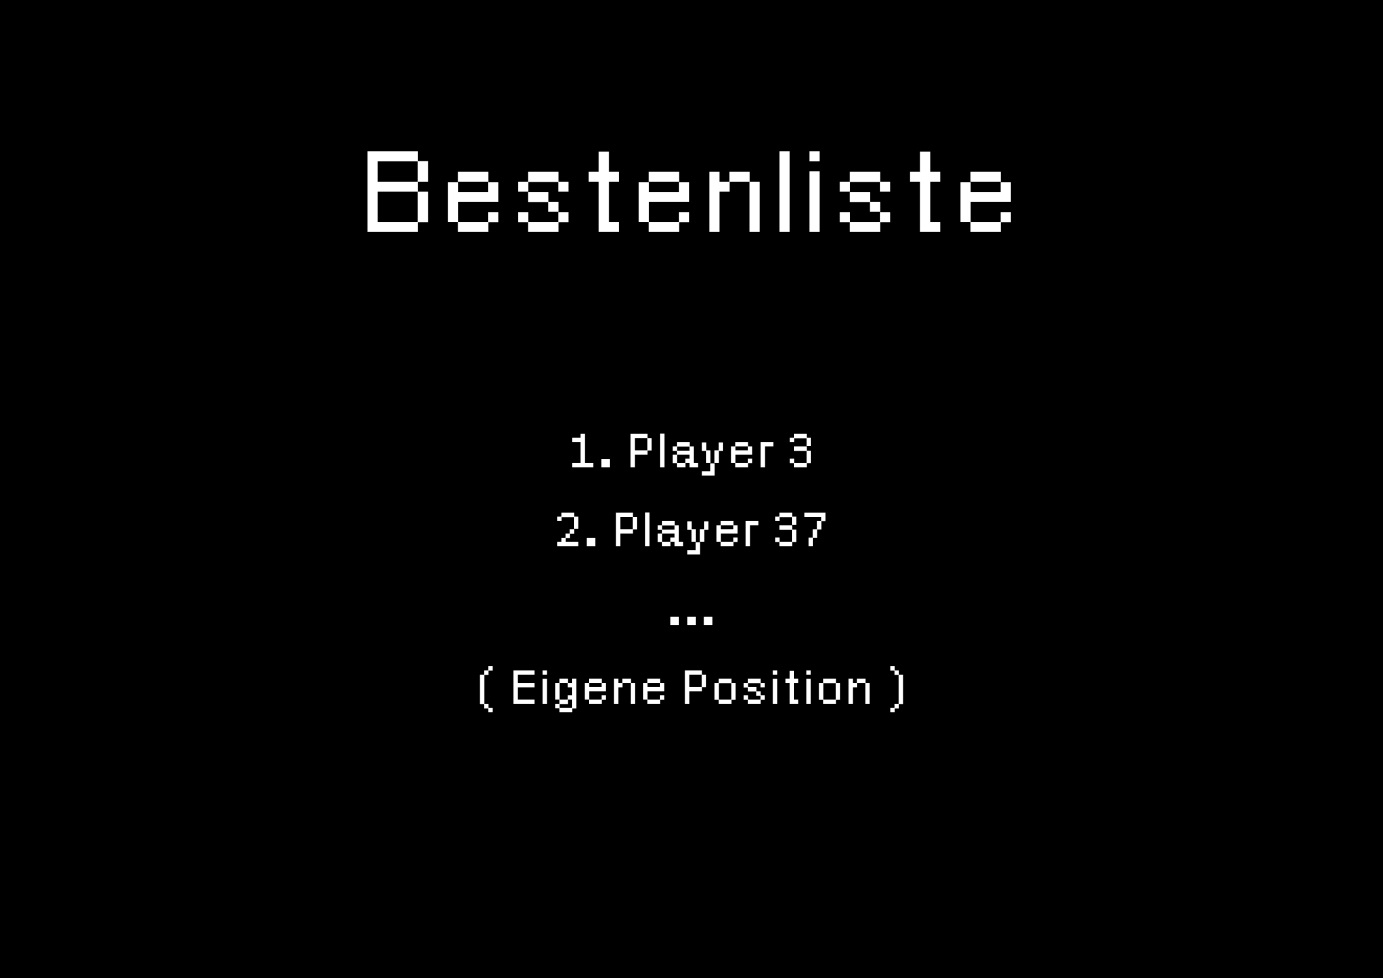 Bestenliste
1. Player 3
2. Player 37
...
( Eigene Position )